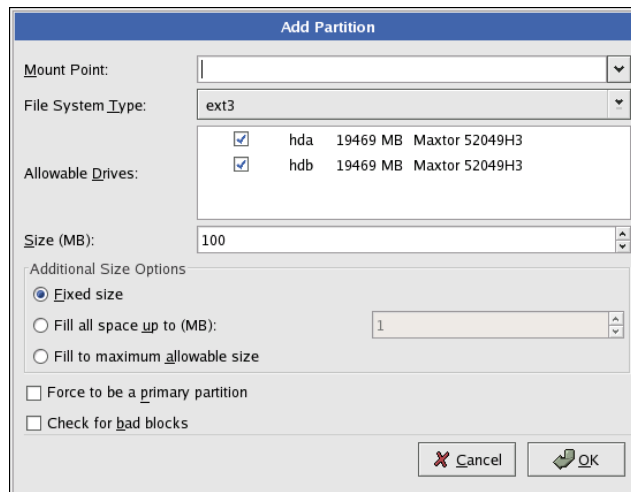 Add Partition
Mount Point:
File System Type: ext3
Allowable Drives:
hda 19469 MB Maxtor 52049H3
hdb 19469 MB Maxtor 52049H3
Size (MB): 100
Additional Size Options
Fixed size
Fill all space up to (MB): 1
Fill to maximum allowable size
Force to be a primary partition
Check for bad blocks
Cancel OK